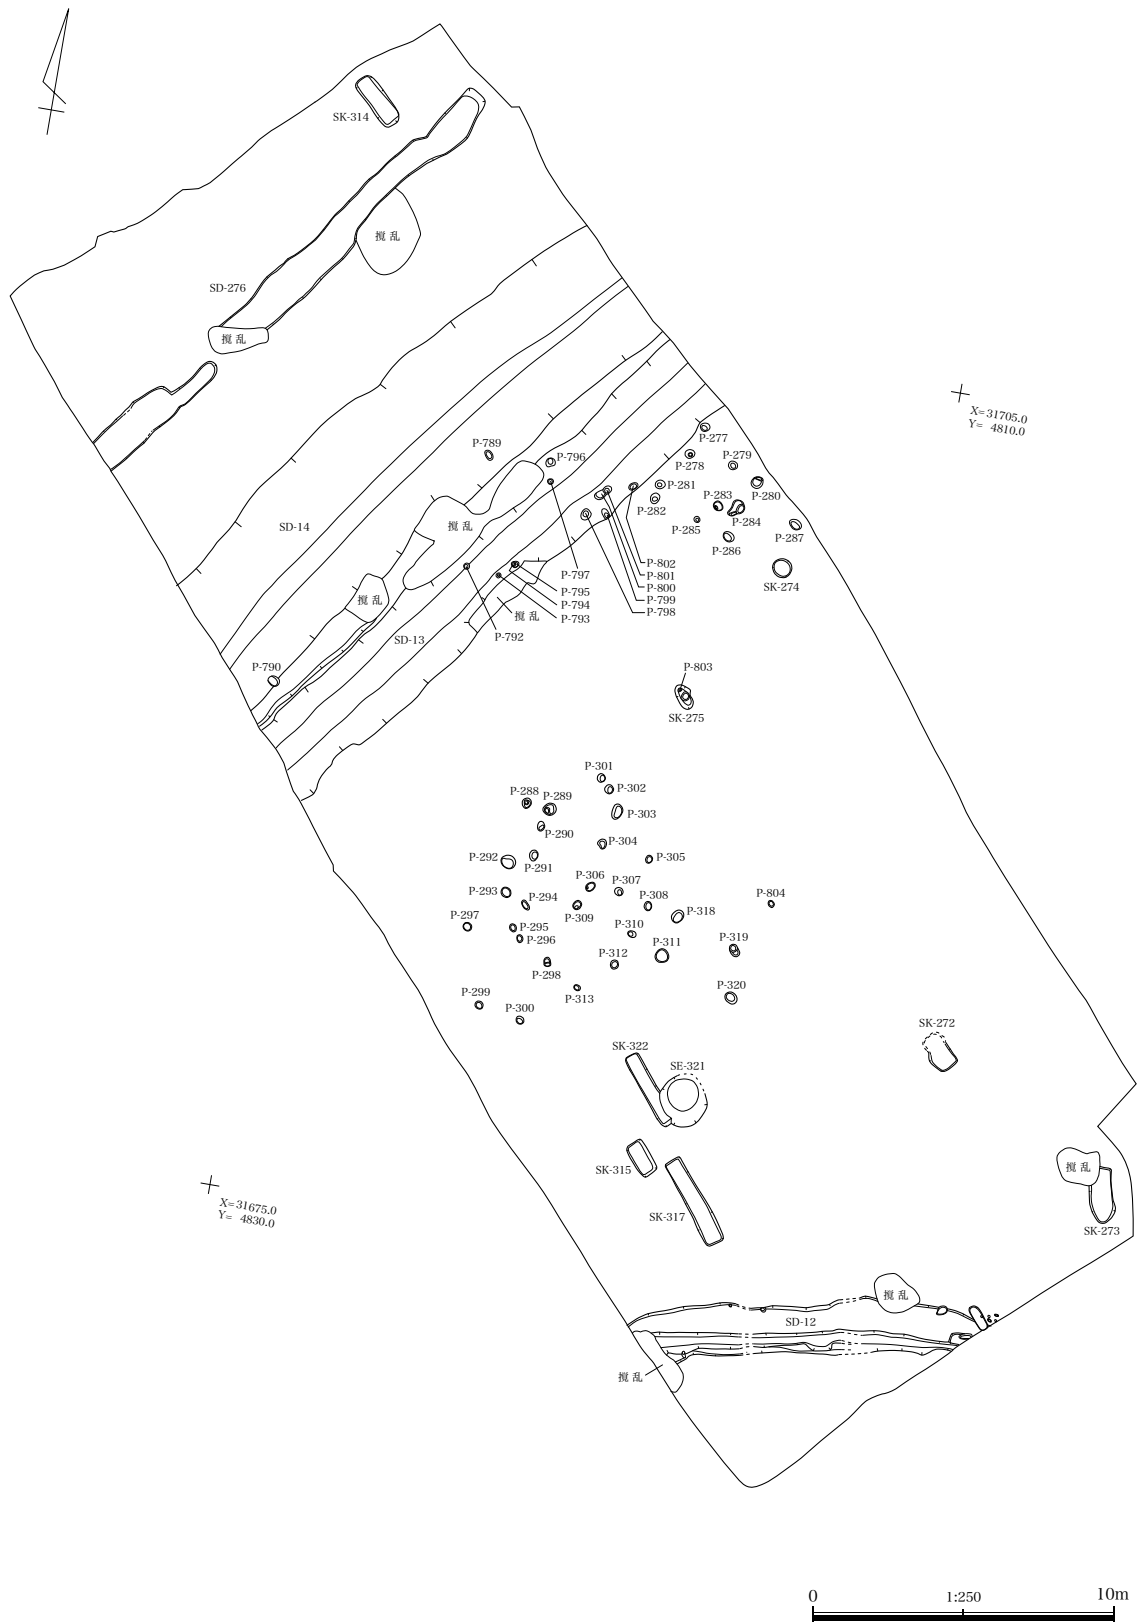 SK-314
攪乱
SD-276
攪乱
X=31705.0
Y= 4810.0
P-277
P-789
P-796
P-278
P-279
P-281
P-280
P-282
P-283
P-284
P-285
P-286
P-287
SD-14
攪乱
P-802
P-801
P-800
P-799
P-798
P-797
P-795
P-794
P-793
SK-274
攪乱
攪乱
P-792
SD-13
P-790
P-803
SK-275
P-301
P-302
P-288
P-289
P-303
P-290
P-304
P-292
P-291
P-305
P-306
P-307
P-293
P-294
P-308
P-804
P-309
P-318
P-297
P-295
P-310
P-296
P-311
P-319
P-312
P-298
P-320
P-299
P-313
P-300
SK-272
SK-322
SE-321
SK-315
攪乱
X=31675.0
Y= 4830.0
SK-317
SK-273
攪乱
SD-12
攪乱
0
1:250
10m